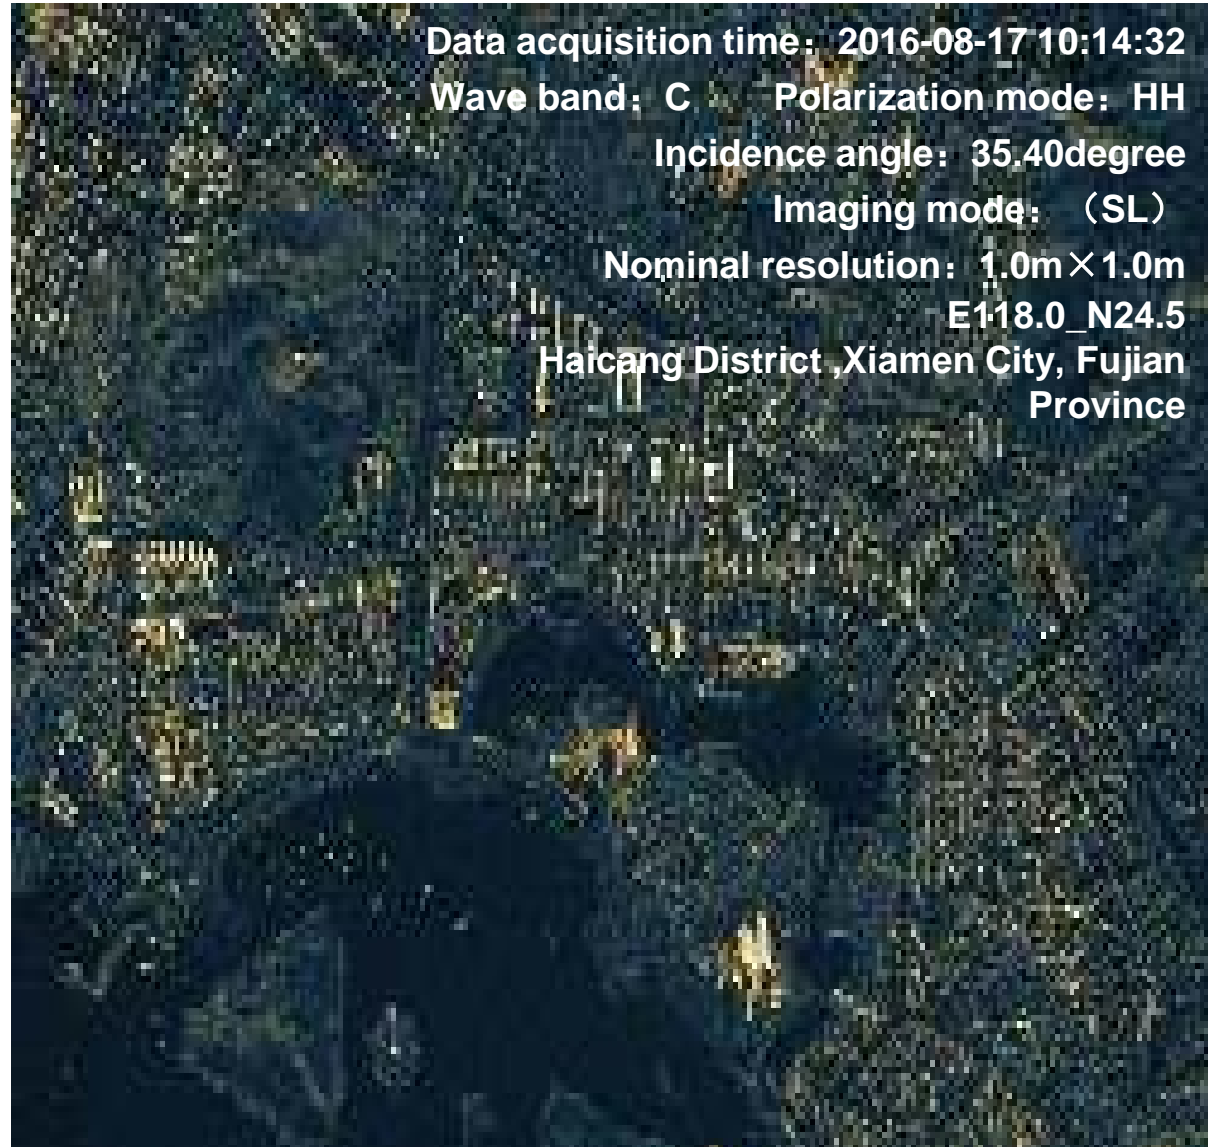 Data acquisition time：2016-08-17 10:14:32
Wave band：C Polarization mode：HH
Incidence angle：35.40degree
Imaging mode：（SL）
Nominal resolution：1.0m×1.0m
E118.0_N24.5
Haicang District ,Xiamen City, Fujian
Province